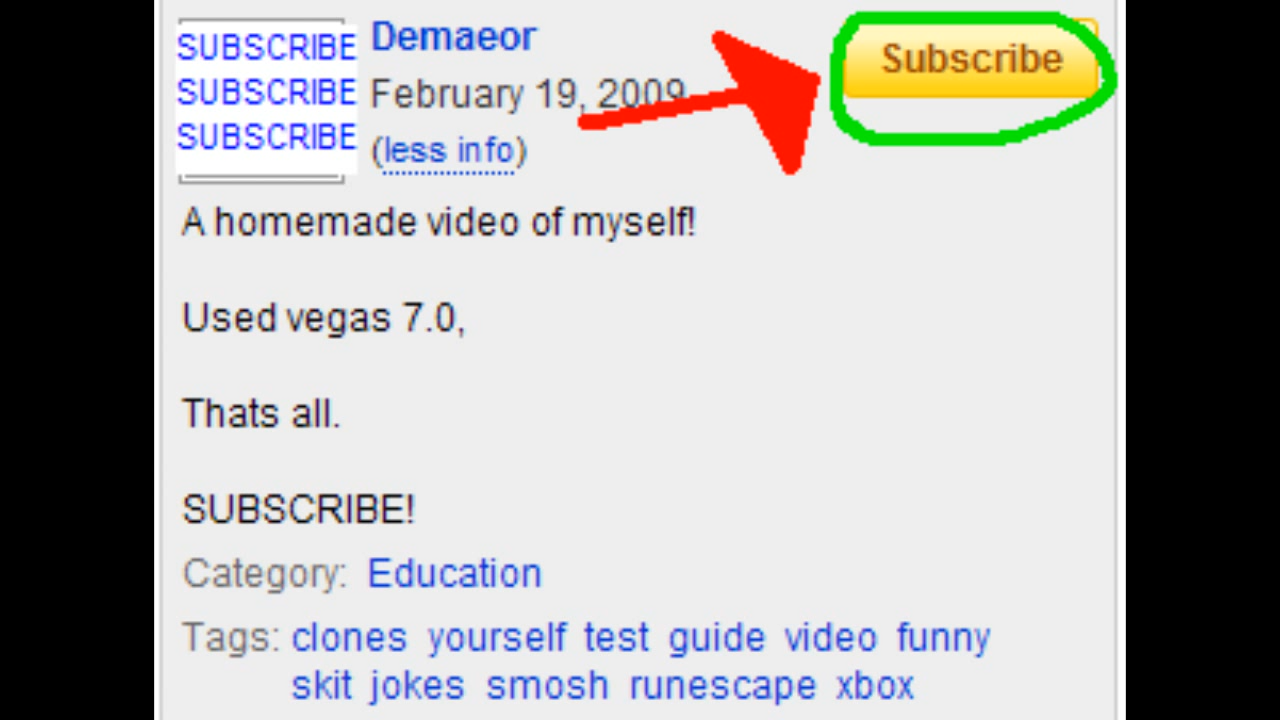 SUBSCRIBE
SUBSCRIBE
SUBSCRIBE
Demaeor
February 19, 2009
(less info)
Subscribe
A homemade video of myself!
Used vegas 7.0,
Thats all.
SUBSCRIBE!
Category: Education
Tags: clones yourself test guide video funny
skit jokes smosh runescape xbox